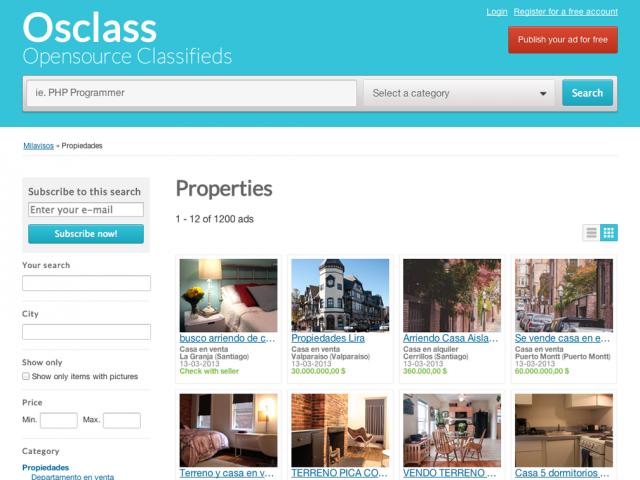 Osclass
Opensource Classifieds
Login Register for a free account
Publish your ad for free
ie. PHP Programmer
Select a category
Search
Milavisos » Propiedades
Subscribe to this search
Enter your e-mail
Subscribe now!
Your search
City
Show only
Show only items with pictures
Price
Min. Max.
Category
Propiedades
Departamento en venta
Properties
1 - 12 of 1200 ads
busco arriendo de c...
Casa en venta
La Granja (Santiago)
13-03-2013
Check with seller
Propiedades Lira
Casa en venta
Valparaiso (Valparaiso)
13-03-2013
30.000.000,00 $
Arriendo Casa Aisla...
Casa en alquiler
Cerrillos (Santiago)
13-03-2013
360.000,00 $
Se vende casa en e...
Casa en venta
Puerto Montt (Puerto Montt)
13-03-2013
60.000.000,00 $
Terreno y casa en v...
TERRENO PICA CO...
VENDO TERRENO ...
Casa 5 dormitorios ...